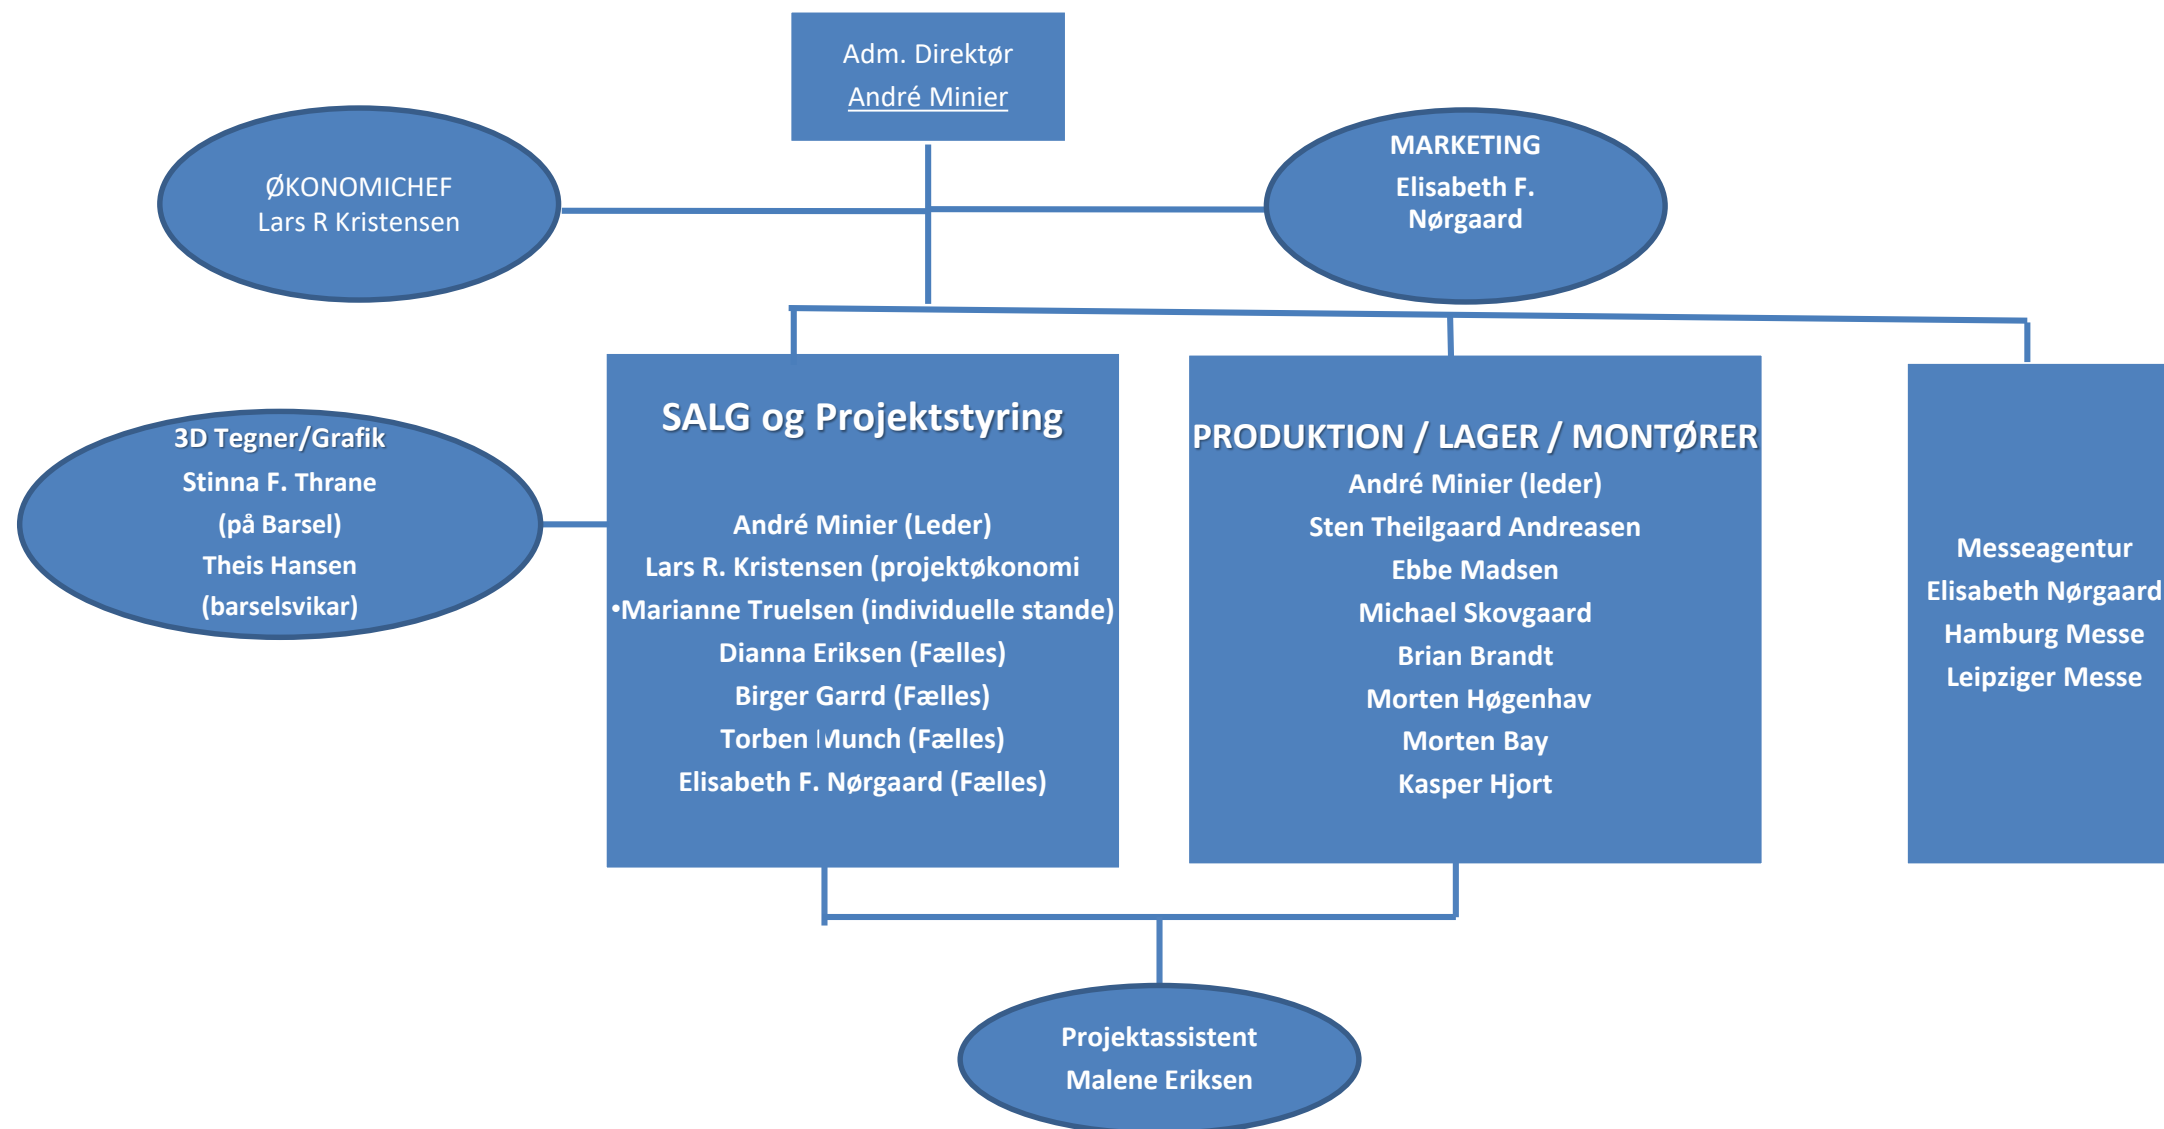 Adm. Direktør
André Minier
ØKONOMICHEF
Lars R Kristensen
MARKETING
Elisabeth F.
Nørgaard
3D Tegner/Grafik
Stinna F. Thrane
(på Barsel)
Theis Hansen
(barselsvikar)
SALG og Projektstyring
André Minier (Leder)
Lars R. Kristensen (projektøkonomi
•Marianne Truelsen (individuelle stande)
Dianna Eriksen (Fælles)
Birger Garrd (Fælles)
Torben Munch (Fælles)
Elisabeth F. Nørgaard (Fælles)
PRODUKTION / LAGER / MONTØRER
André Minier (leder)
Sten Theilgaard Andreasen
Ebbe Madsen
Michael Skovgaard
Brian Brandt
Morten Høgenhav
Morten Bay
Kasper Hjort
Messeagentur
Elisabeth Nørgaard
Hamburg Messe
Leipziger Messe
Projektassistent
Malene Eriksen